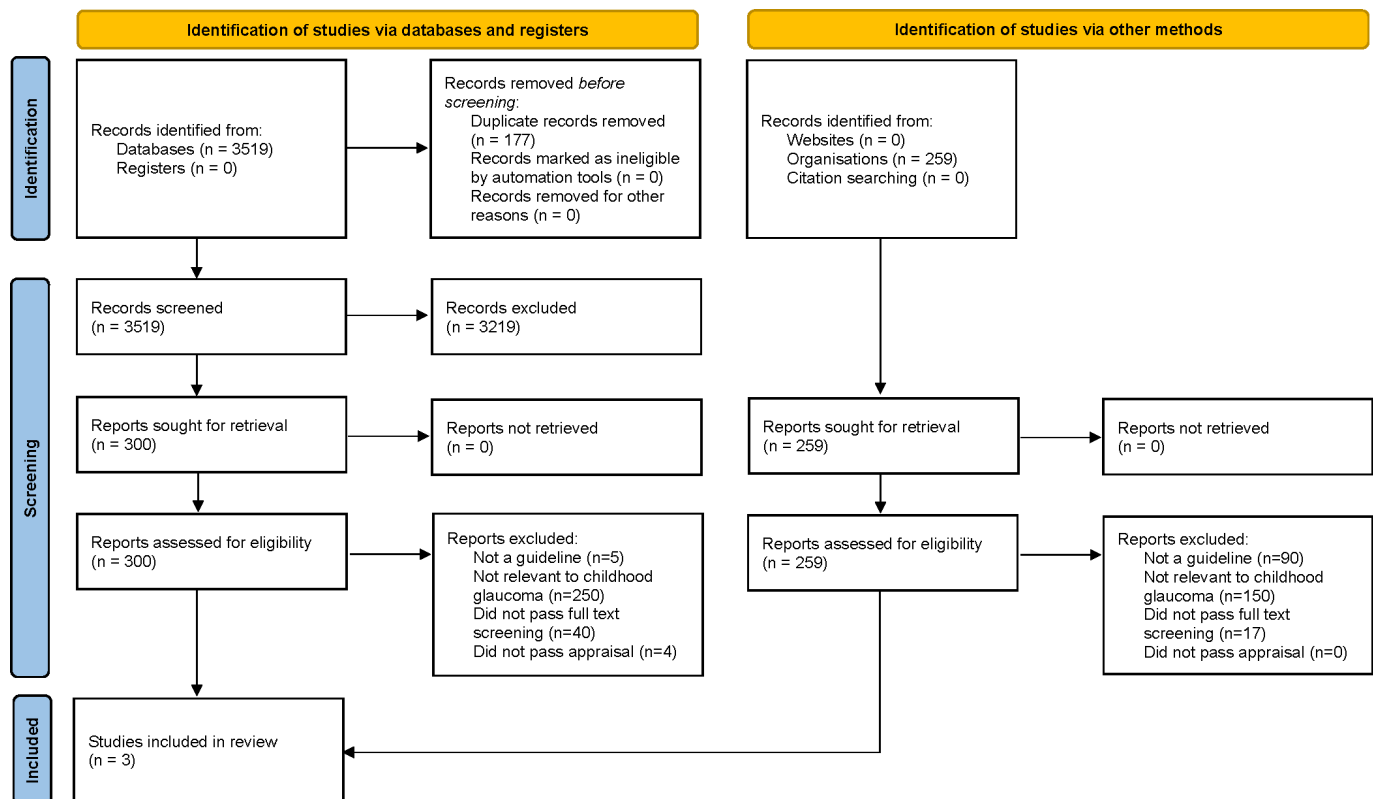 Identification of studies via databases and registers
Identification of studies via other methods
Identification
Records identified from:
Databases (n = 3519)
Registers (n = 0)
Records removed before
screening:
Duplicate records removed
(n = 177)
Records marked as ineligible
by automation tools (n = 0)
Records removed for other
reasons (n = 0)
Records identified from:
Websites (n = 0)
Organisations (n = 259)
Citation searching (n = 0)
Screening
Records screened
(n = 3519)
Records excluded
(n = 3219)
Reports sought for retrieval
(n = 300)
Reports not retrieved
(n = 0)
Reports sought for retrieval
(n = 259)
Reports not retrieved
(n = 0)
Reports assessed for eligibility
(n = 300)
Reports excluded:
Not a guideline (n=5)
Not relevant to childhood
glaucoma (n=250)
Did not pass full text
screening (n=40)
Did not pass appraisal (n=4)
Reports assessed for eligibility
(n = 259)
Reports excluded:
Not a guideline (n=90)
Not relevant to childhood
glaucoma (n=150)
Did not pass full text
screening (n=17)
Did not pass appraisal (n=0)
Included
Studies included in review
(n = 3)